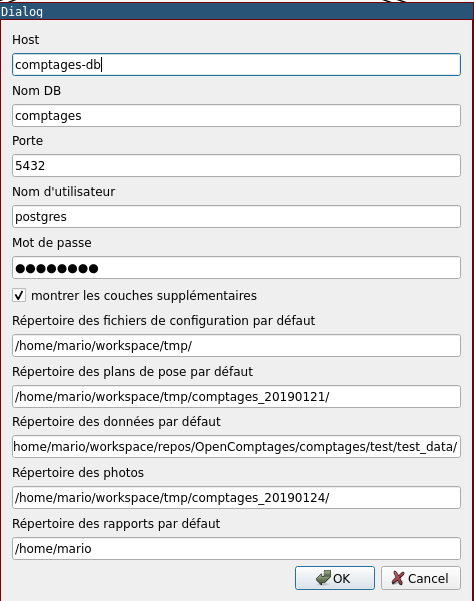 Dialog
Host
comptages-db
Nom DB
comptages
Porte
5432
Nom d'utilisateur
postgres
Mot de passe
●●●●●●●●
montrer les couches supplémentaires
Répertoire des fichiers de configuration par défaut
/home/mario/workspace/tmp/
Répertoire des plans de pose par défaut
/home/mario/workspace/tmp/comptages_20190121/
Répertoire des données par défaut
home/mario/workspace/repos/OpenComptages/comptages/test/test_data/
Répertoire des photos
/home/mario/workspace/tmp/comptages_20190124/
Répertoire des rapports par défaut
/home/mario
OK Cancel